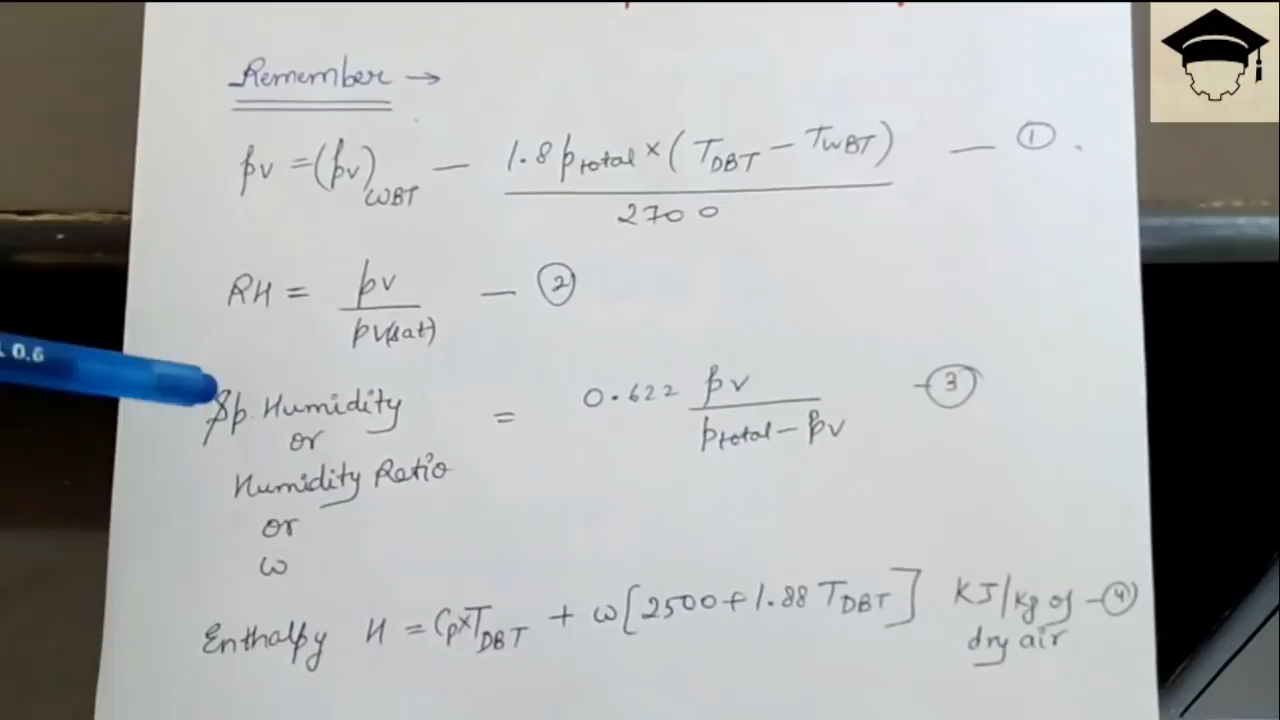 Remember →
pv = (pv)WBT — 1.8 ptotal × (TDBT - TWBT) / 2700 — ①.
RH = pv / pv(sat) — ②
Sp. Humidity = 0.622 pv / ptotal - pv — ③
or
Humidity Ratio
or
ω
Enthalpy H = Cp×TDBT + ω[2500+1.88 TDBT] KJ/Kg of — ④
dry air
0.6